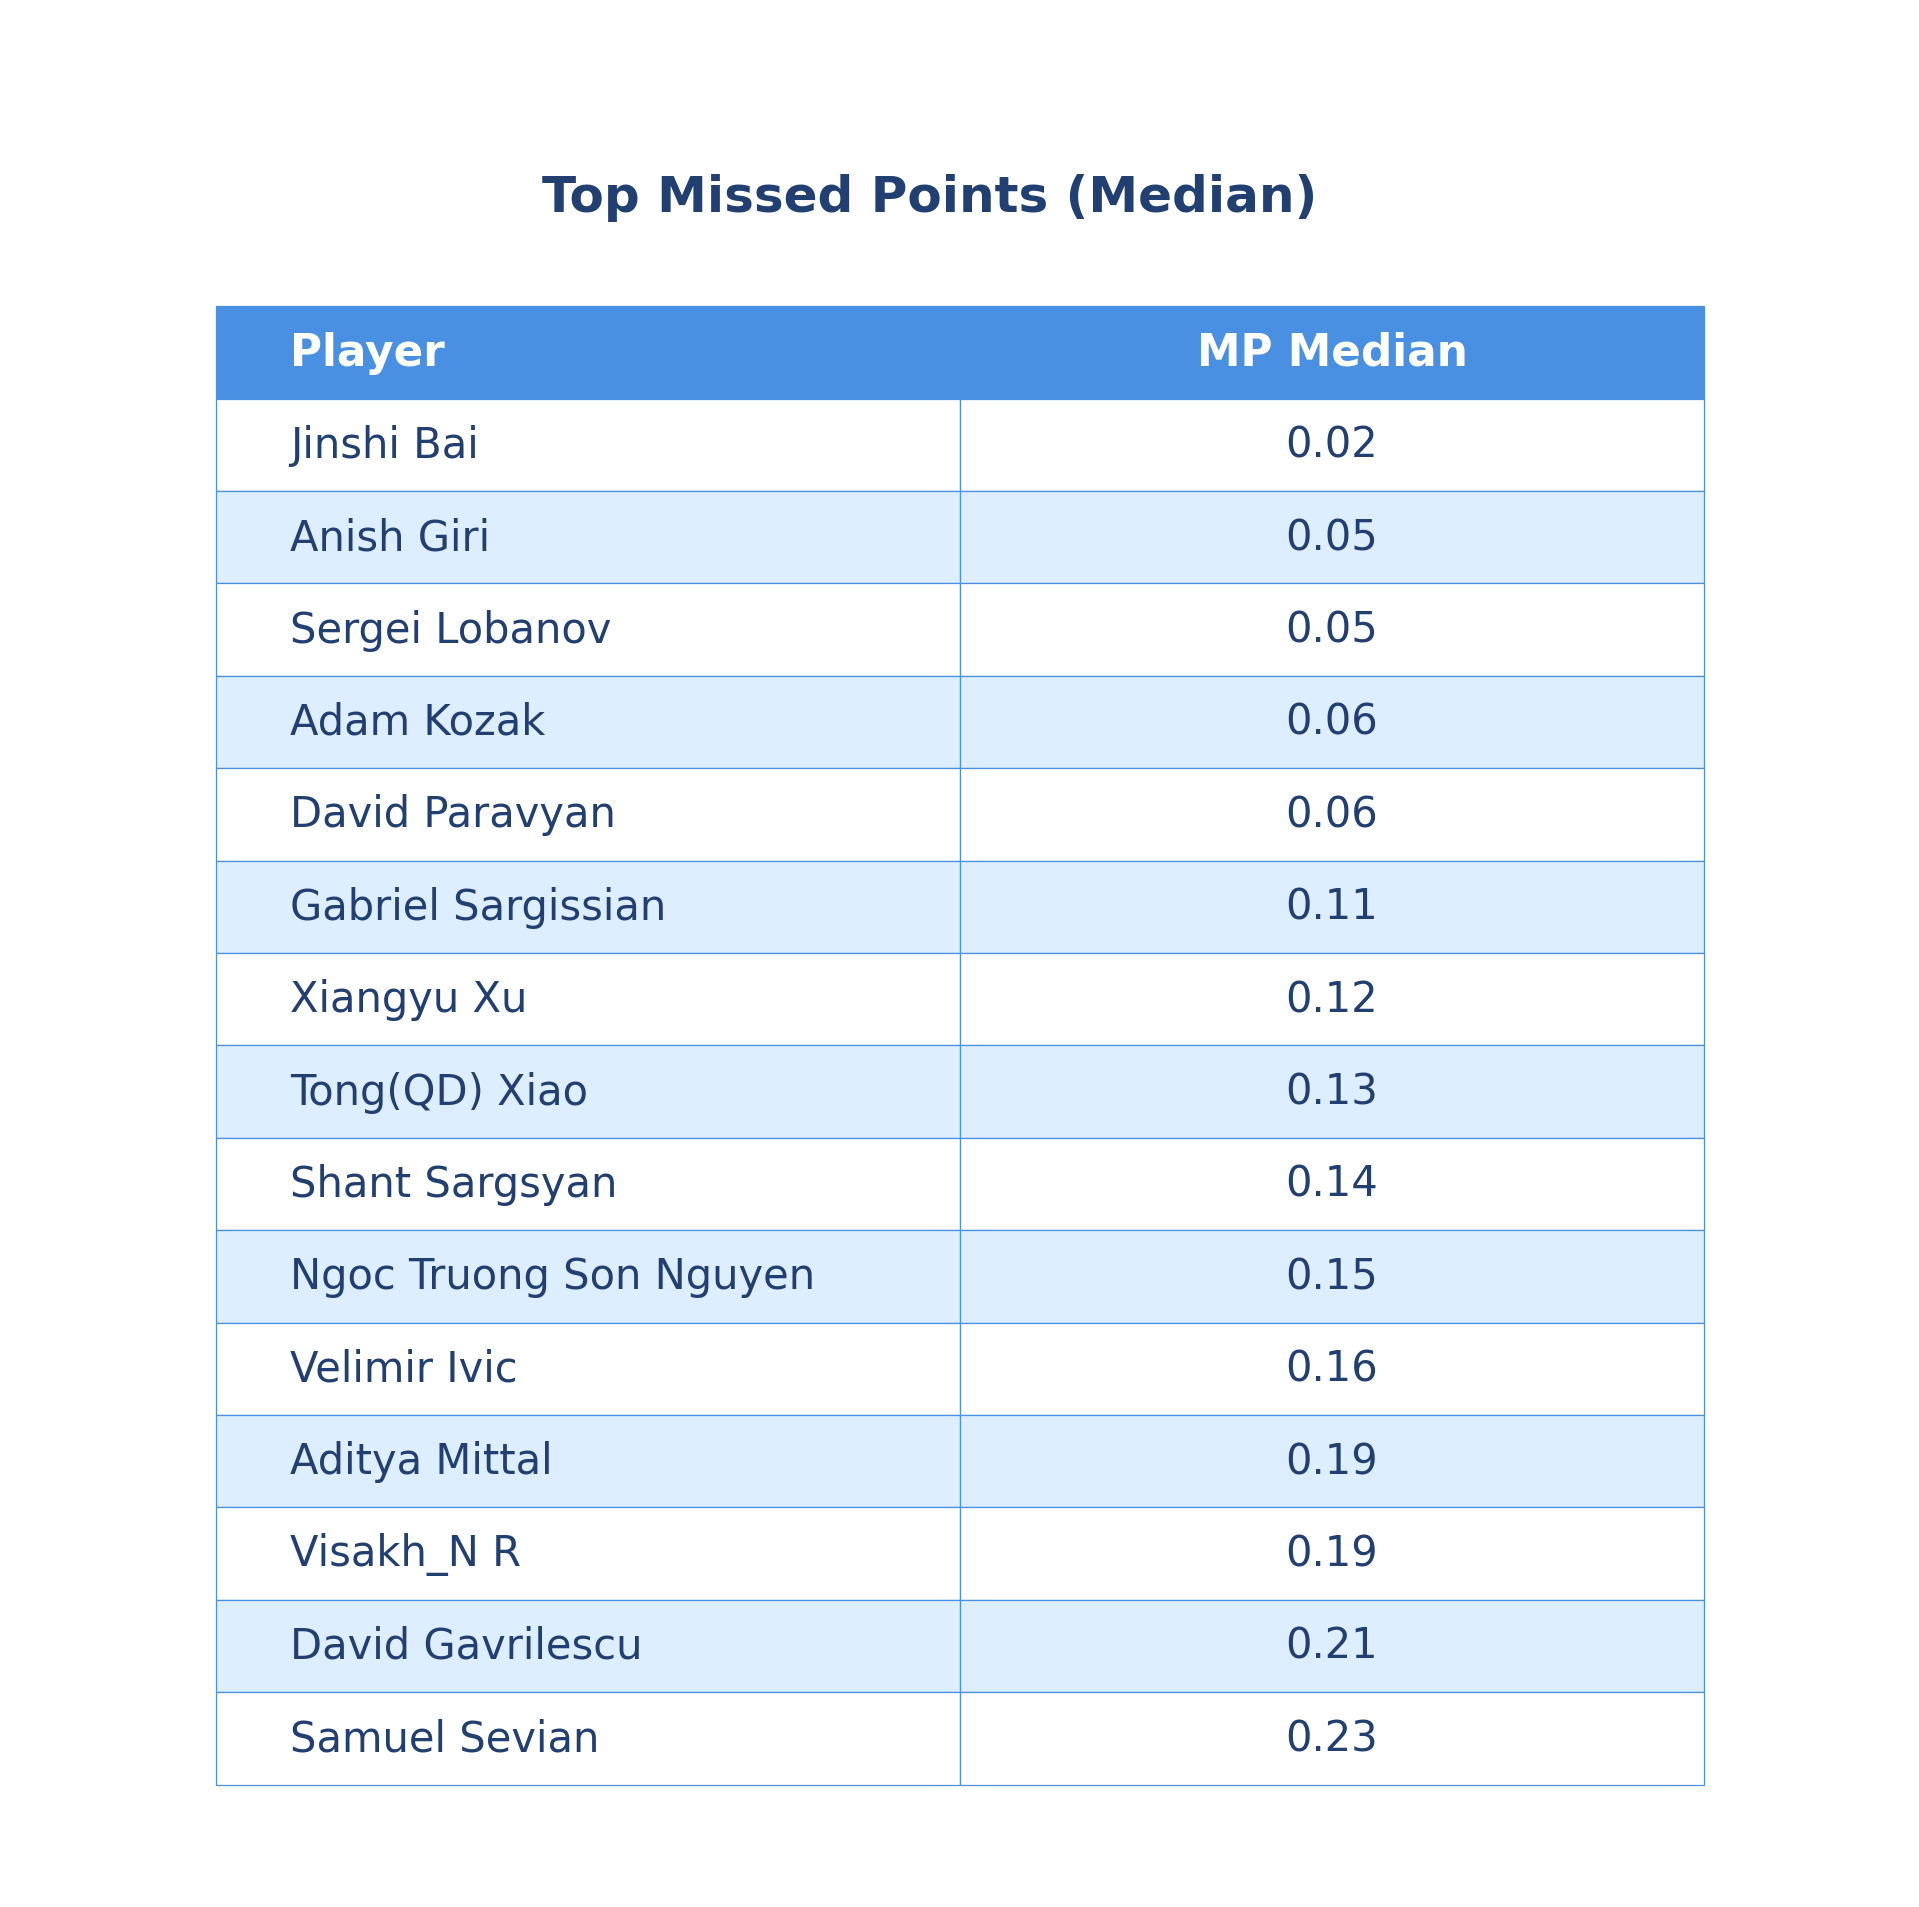 Top Missed Points (Median)
Player MP Median
Jinshi Bai 0.02
Anish Giri 0.05
Sergei Lobanov 0.05
Adam Kozak 0.06
David Paravyan 0.06
Gabriel Sargissian 0.11
Xiangyu Xu 0.12
Tong(QD) Xiao 0.13
Shant Sargsyan 0.14
Ngoc Truong Son Nguyen 0.15
Velimir Ivic 0.16
Aditya Mittal 0.19
Visakh_N R 0.19
David Gavrilescu 0.21
Samuel Sevian 0.23